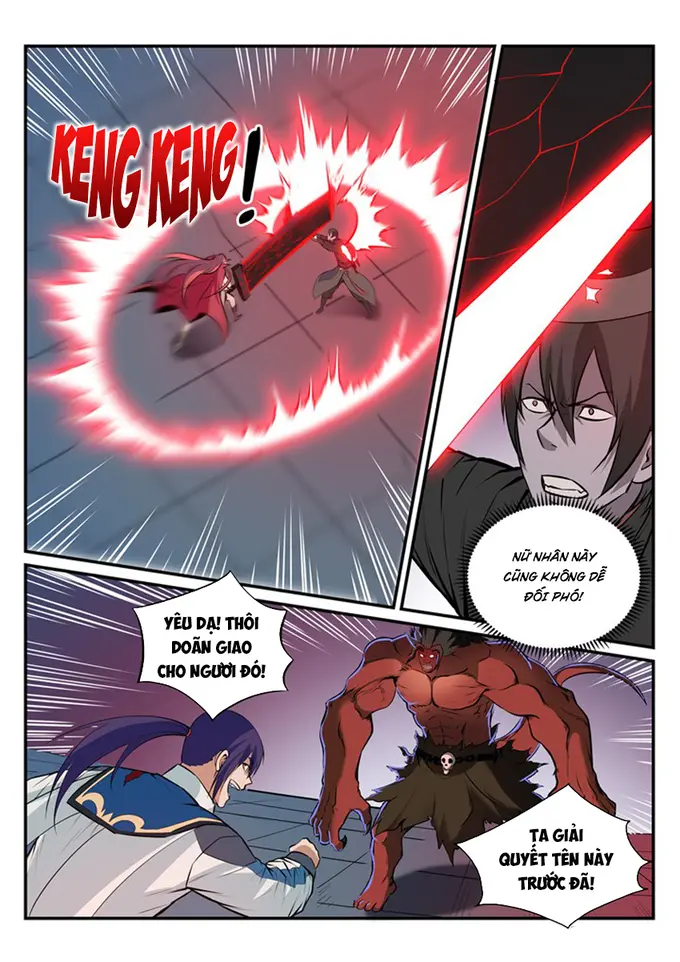 KENG KENG!
NỮ NHÂN NÀY
CŨNG KHÔNG DỄ
ĐỐI PHÓ!
YÊU DẠ! THÔI
DOÃN GIAO
CHO NGƯƠI ĐÓ!
TA GIẢI
QUYẾT TÊN NÀY
TRƯỚC ĐÃ!